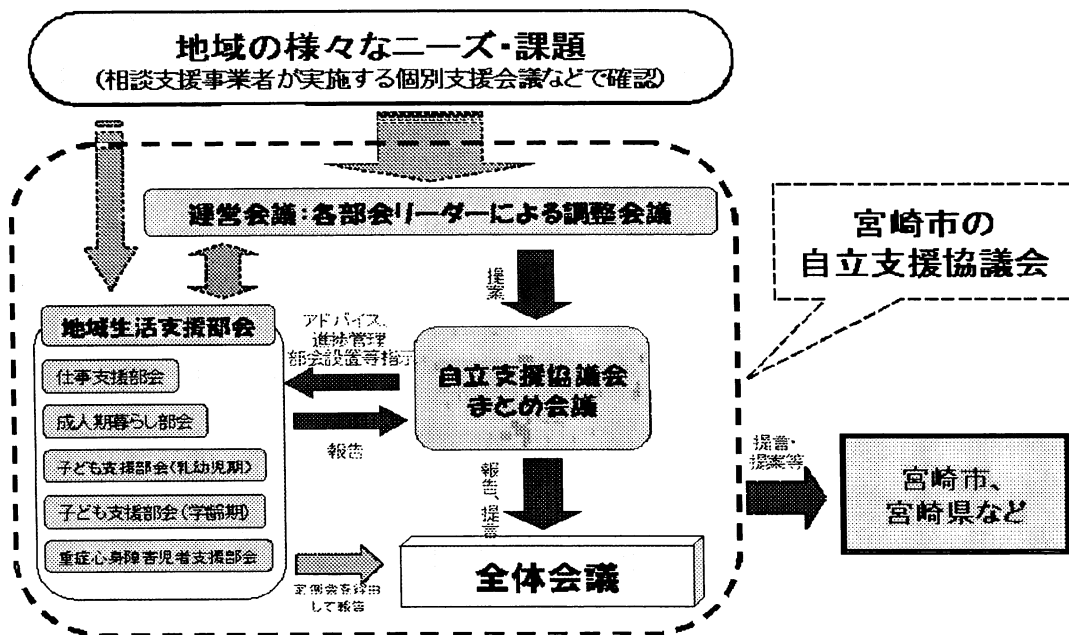 地域の様々なニーズ・課題
(相談支援事業者が実施する個別支援会議などで確認)
運営会議:各部会リーダーによる調整会議
宮崎市の
自立支援協議会
提案
地域生活支援部会
アドバイス、
進捗管理
部会設置等指示
仕事支援部会
成人期暮らし部会
子ども支援部会(乳幼児期)
子ども支援部会(学齢期)
重症心身障害児者支援部会
自立支援協議会
まとめ会議
報告
報告、提言
提言・
提案等
宮崎市、
宮崎県など
全体会議
して報告